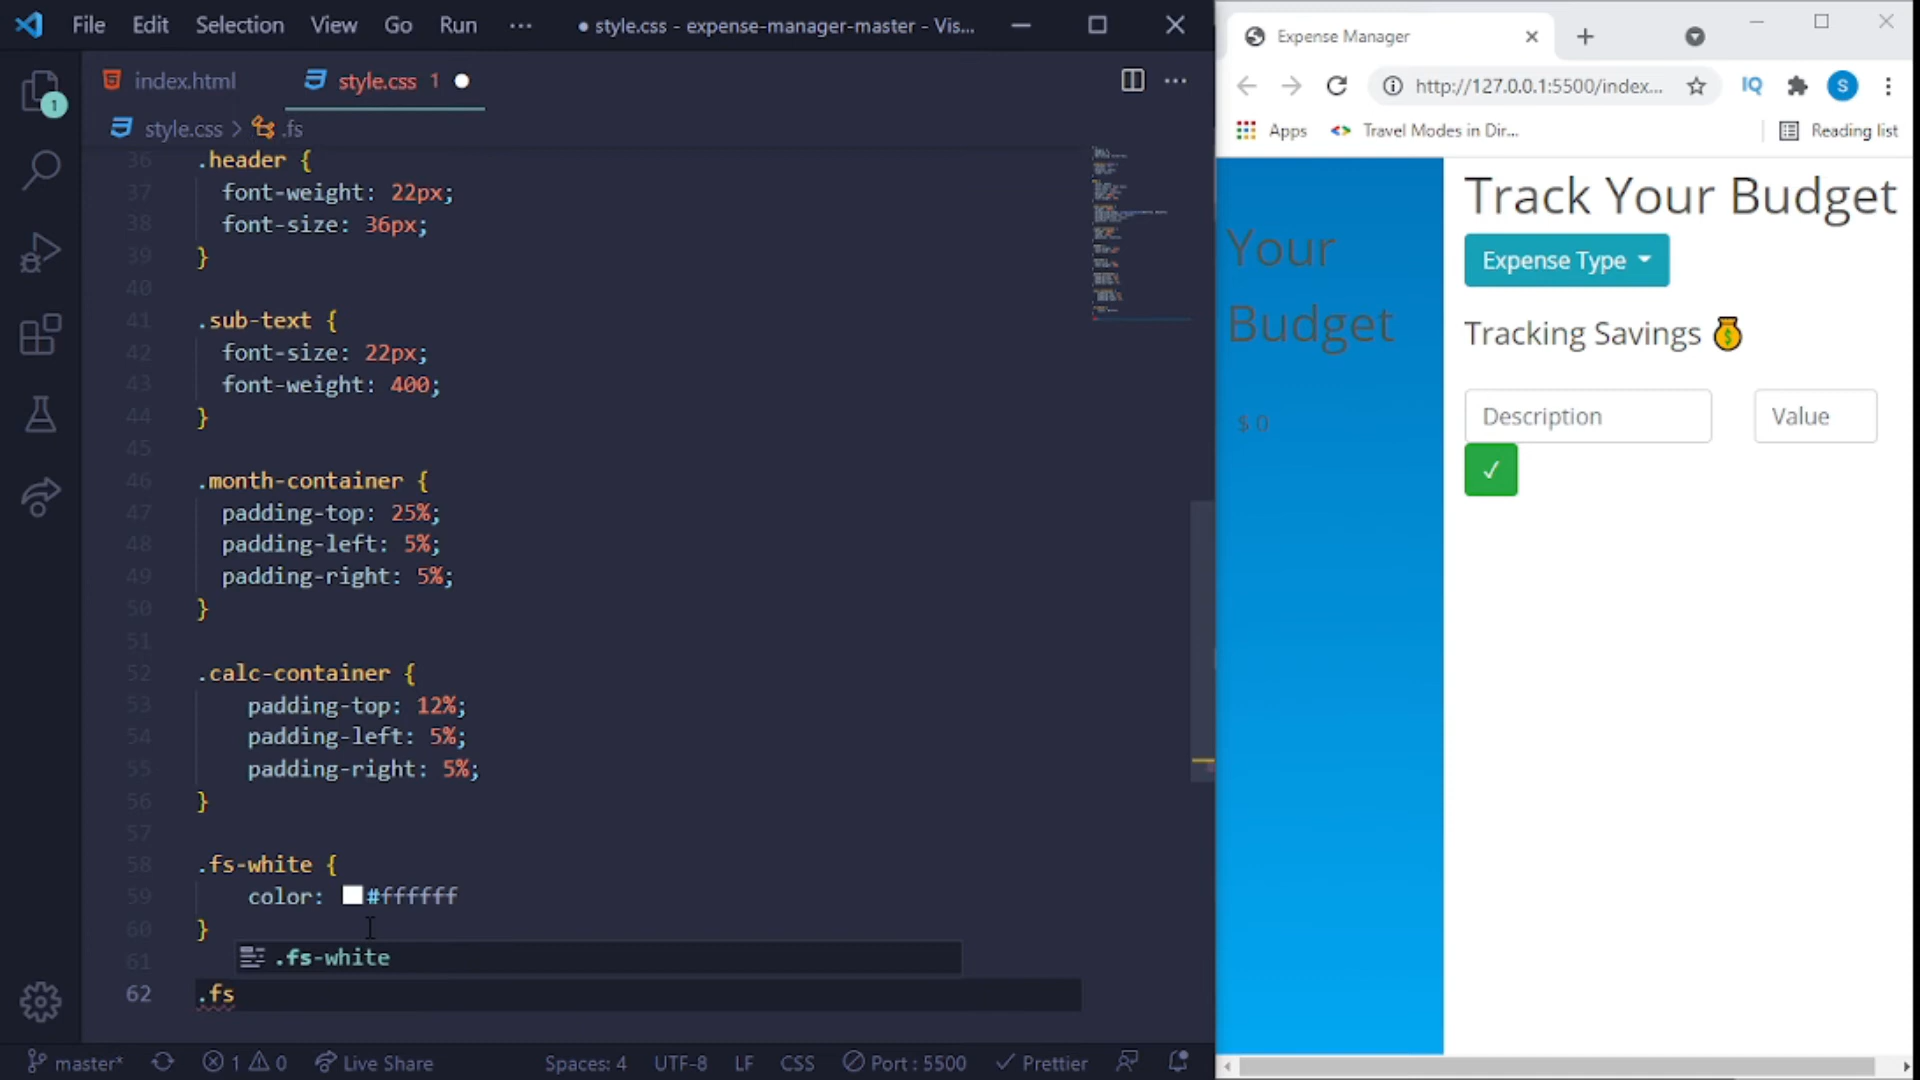 File Edit Selection View Go Run ··· ● style.css - expense-manager-master - Vis...
index.html style.css 1
style.css > .fs
36 .header {
37 font-weight: 22px;
38 font-size: 36px;
39 }
40
41 .sub-text {
42 font-size: 22px;
43 font-weight: 400;
44 }
45
46 .month-container {
47 padding-top: 25%;
48 padding-left: 5%;
49 padding-right: 5%;
50 }
51
52 .calc-container {
53 padding-top: 12%;
54 padding-left: 5%;
55 padding-right: 5%;
56 }
57
58 .fs-white {
59 color: #ffffff
60 }
61 .fs-white
62 .fs
1
master* 1 0 Live Share Spaces: 4 UTF-8 LF CSS Port : 5500 Prettier
Expense Manager
http://127.0.0.1:5500/index... IQ S
Apps Travel Modes in Dir... Reading list
Your
Budget
$ 0
Track Your Budget
Expense Type
Tracking Savings
Description Value
✓